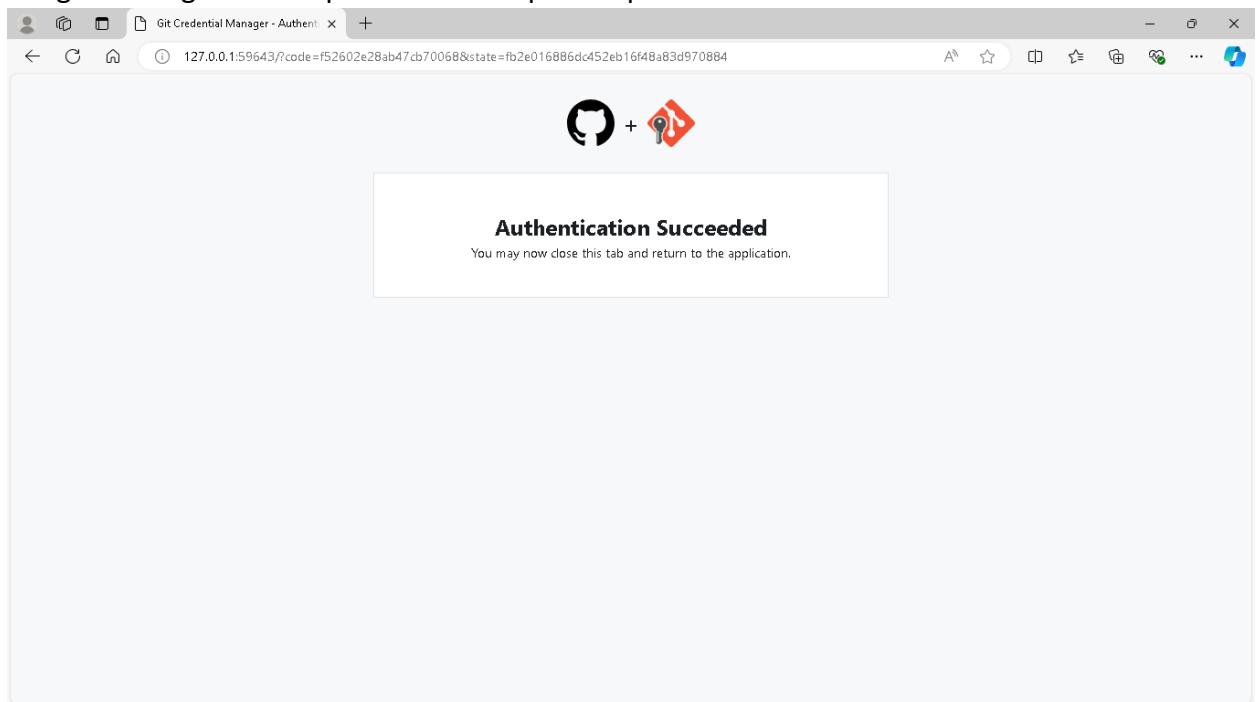 Git Credential Manager - Authenti
127.0.0.1:59643/?code=f52602e28ab47cb70068&state=fb2e016886dc452eb16f48a83d970884
+
Authentication Succeeded
You may now close this tab and return to the application.